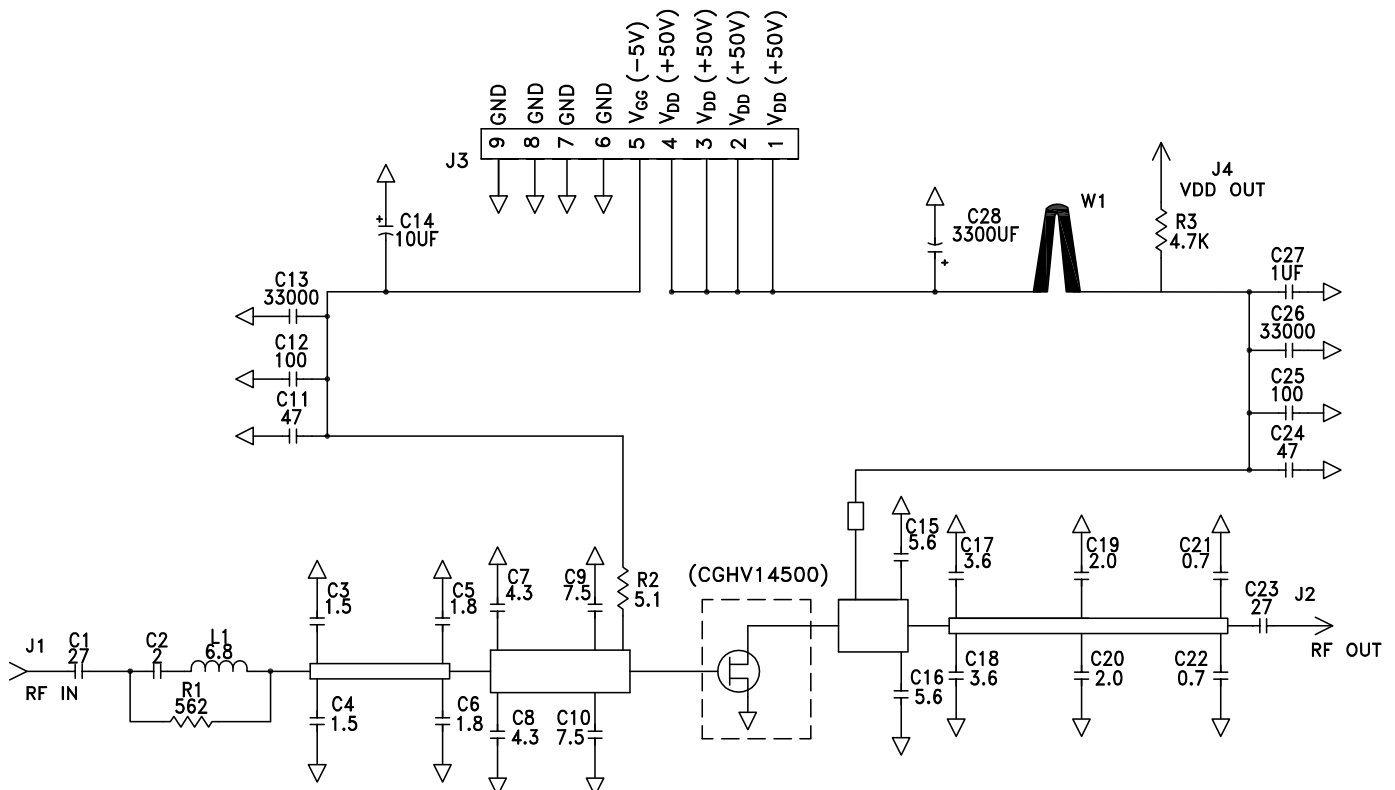 GND
GND
GND
GND
VGG (-5V)
VDD (+50V)
VDD (+50V)
VDD (+50V)
VDD (+50V)
9
8
7
6
5
4
3
2
1
J3
+
C14
10UF
C28
3300UF
+
W1
J4
VDD OUT
R3
4.7K
C13
33000
C12
100
C11
47
C27
1UF
C26
33000
C25
100
C24
47
J1
RF IN
C1
27
C2
2
L1
6.8
R1
562
C3
1.5
C4
1.5
C5
1.8
C6
1.8
C7
4.3
C8
4.3
C9
7.5
C10
7.5
R2
5.1
(CGHV14500)
C15
5.6
C16
5.6
C17
3.6
C18
3.6
C19
2.0
C20
2.0
C21
0.7
C22
0.7
C23
27
J2
RF OUT